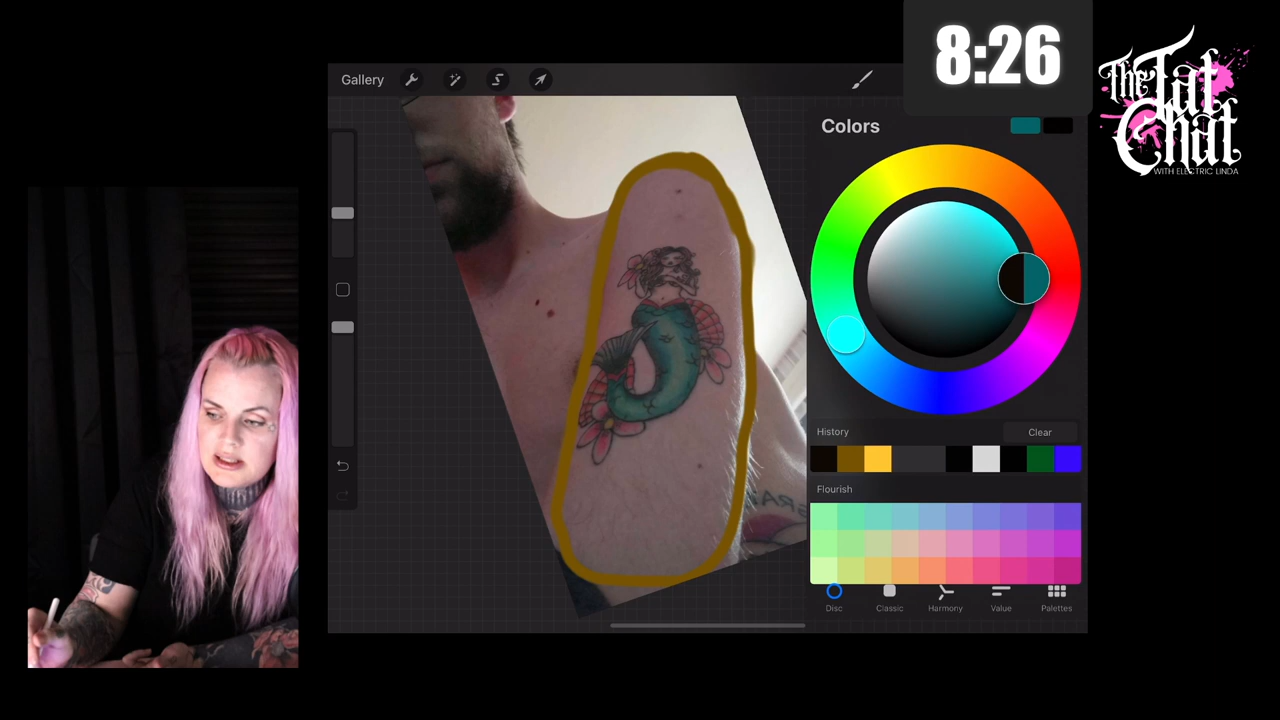 Gallery
8:26
The
Tat
Chat
WITH ELECTRIC LINDA
Colors
History
Clear
Flourish
Disc
Classic
Harmony
Value
Palettes